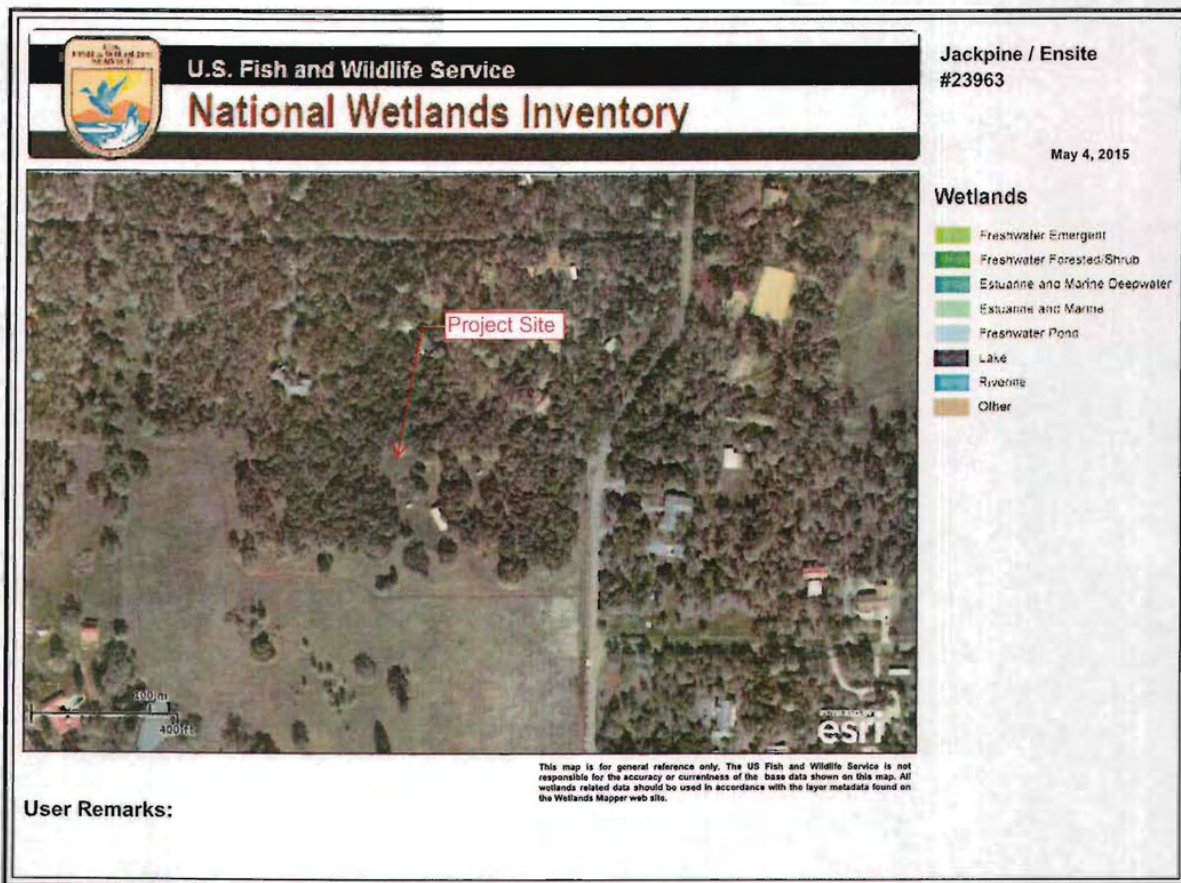 U.S. Fish and Wildlife Service
National Wetlands Inventory
Jackpine / Ensite
#23963
May 4, 2015
Wetlands
Freshwater Emergent
Freshwater Forested/Shrub
Estuarine and Marine Deepwater
Estuarine and Marine
Freshwater Pond
Lake
Riverine
Other
Project Site
100 m
400 ft
esri
This map is for general reference only. The US Fish and Wildlife Service is not
responsible for the accuracy or currentness of the base data shown on this map. All
wetlands related data should be used in accordance with the layer metadata found on
the Wetlands Mapper web site.
User Remarks: